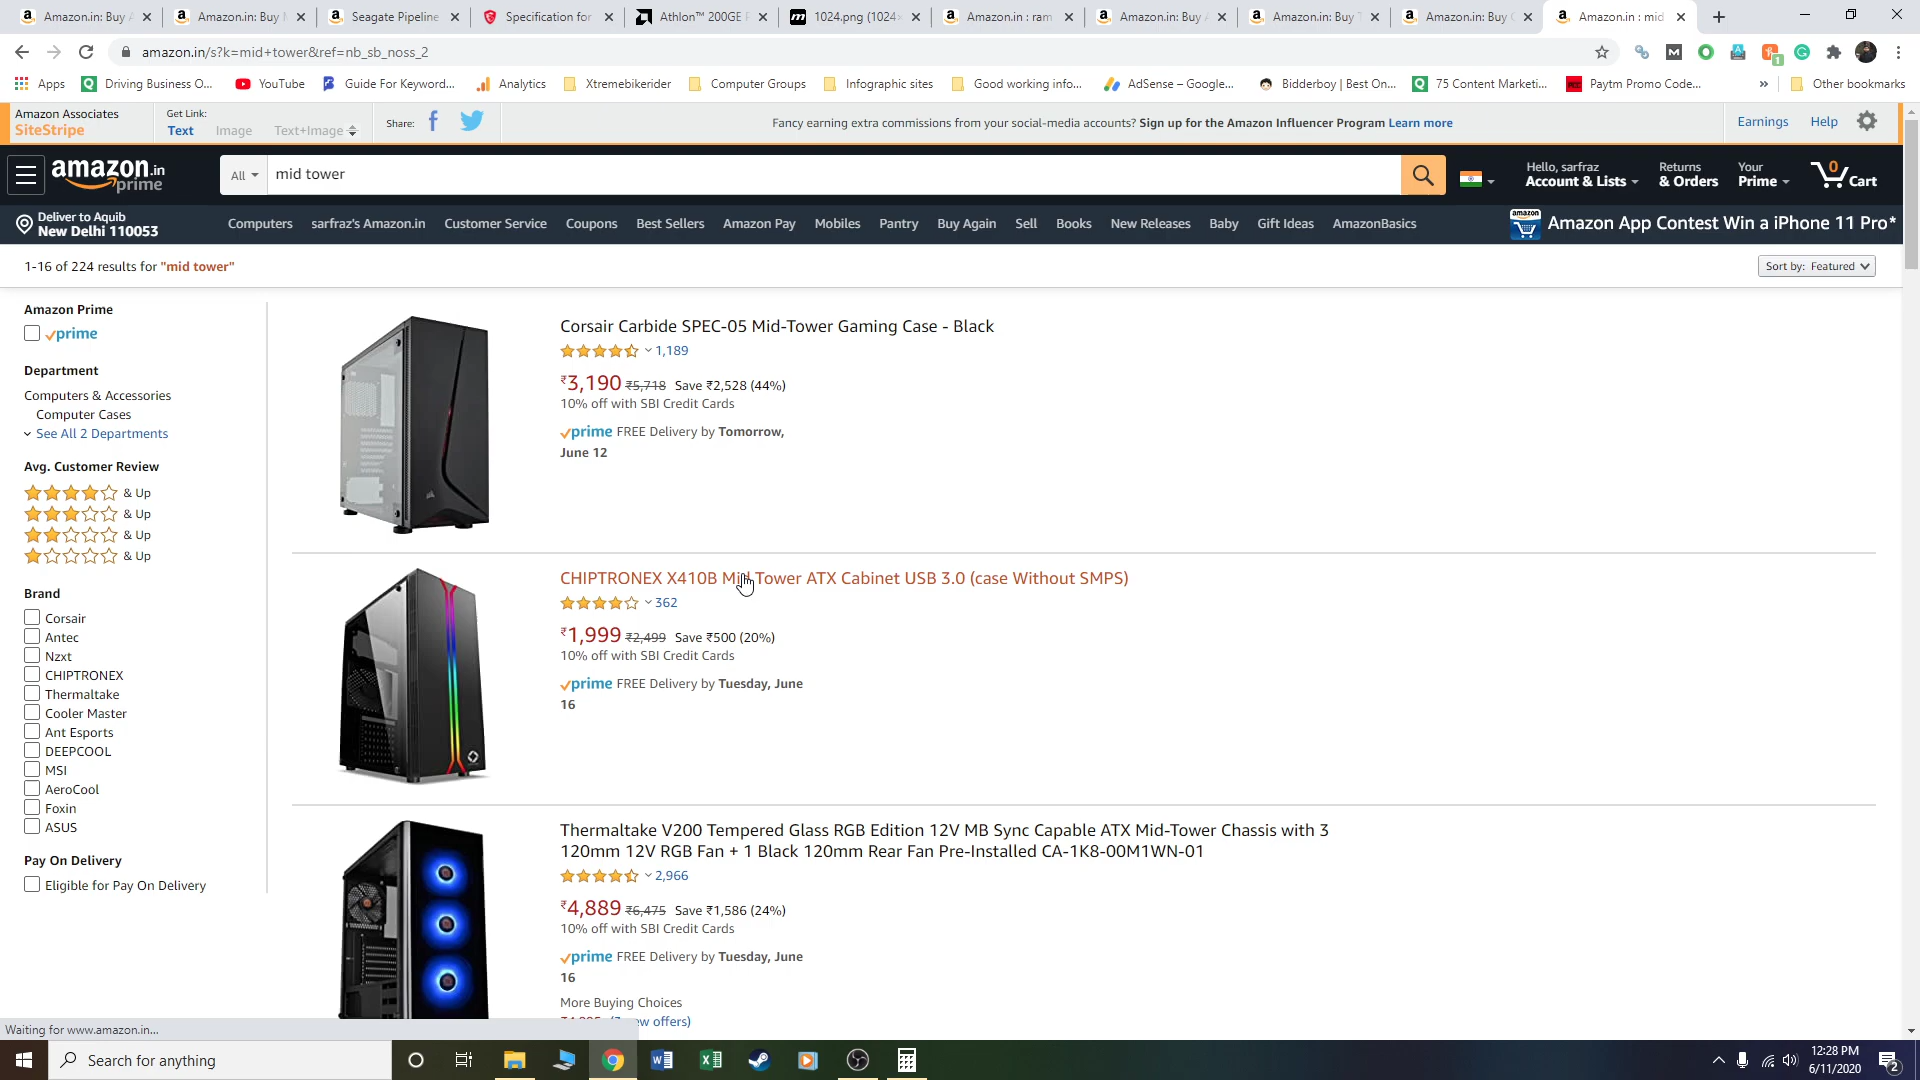 Amazon.in: Buy A
Amazon.in: Buy M
Seagate Pipeline
Specification for
Athlon™ 200GE P
1024.png (1024×
Amazon.in : ram
Amazon.in: Buy A
Amazon.in: Buy T
Amazon.in: Buy C
Amazon.in : mid
amazon.in/s?k=mid+tower&ref=nb_sb_noss_2
Apps
Driving Business O...
YouTube
Guide For Keyword...
Analytics
Xtremebikerider
Computer Groups
Infographic sites
Good working info...
AdSense – Google...
Bidderboy | Best On...
75 Content Marketi...
Paytm Promo Code...
»
Other bookmarks
Amazon Associates
SiteStripe
Get Link:
Text
Image
Text+Image
Share:
Fancy earning extra commissions from your social-media accounts? Sign up for the Amazon Influencer Program Learn more
Earnings
Help
amazon.in
prime
All
mid tower
Hello, sarfraz
Account & Lists
Returns
& Orders
Your
Prime
0
Cart
Deliver to Aquib
New Delhi 110053
Computers
sarfraz's Amazon.in
Customer Service
Coupons
Best Sellers
Amazon Pay
Mobiles
Pantry
Buy Again
Sell
Books
New Releases
Baby
Gift Ideas
AmazonBasics
amazon
Amazon App Contest Win a iPhone 11 Pro*
1-16 of 224 results for "mid tower"
Sort by: Featured
Amazon Prime
prime
Department
Computers & Accessories
Computer Cases
See All 2 Departments
Avg. Customer Review
& Up
& Up
& Up
& Up
Brand
Corsair
Antec
Nzxt
CHIPTRONEX
Thermaltake
Cooler Master
Ant Esports
DEEPCOOL
MSI
AeroCool
Foxin
ASUS
Pay On Delivery
Eligible for Pay On Delivery
Corsair Carbide SPEC-05 Mid-Tower Gaming Case - Black
1,189
₹3,190 ₹5,718 Save ₹2,528 (44%)
10% off with SBI Credit Cards
prime FREE Delivery by Tomorrow,
June 12
CHIPTRONEX X410B Mid Tower ATX Cabinet USB 3.0 (case Without SMPS)
362
₹1,999 ₹2,499 Save ₹500 (20%)
10% off with SBI Credit Cards
prime FREE Delivery by Tuesday, June
16
Thermaltake V200 Tempered Glass RGB Edition 12V MB Sync Capable ATX Mid-Tower Chassis with 3
120mm 12V RGB Fan + 1 Black 120mm Rear Fan Pre-Installed CA-1K8-00M1WN-01
2,966
₹4,889 ₹6,475 Save ₹1,586 (24%)
10% off with SBI Credit Cards
prime FREE Delivery by Tuesday, June
16
More Buying Choices
offers)
Waiting for www.amazon.in...
Search for anything
12:28 PM
6/11/2020
2